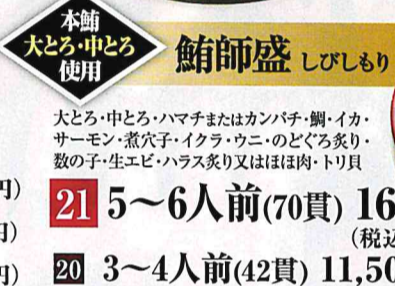 本鮪
大とろ・中とろ
使用
鮪師盛 しびしもり
大とろ・中とろ・ハマチまたはカンパチ・鯛・イカ・
サーモン・煮穴子・イクラ・ウニ・のどぐろ炙り・
数の子・生エビ・ハラス炙り又はほほ肉・トリ貝
円)
21 5〜6人前(70貫) 16
円)
(税込
円)
20 3〜4人前(42貫) 11,50